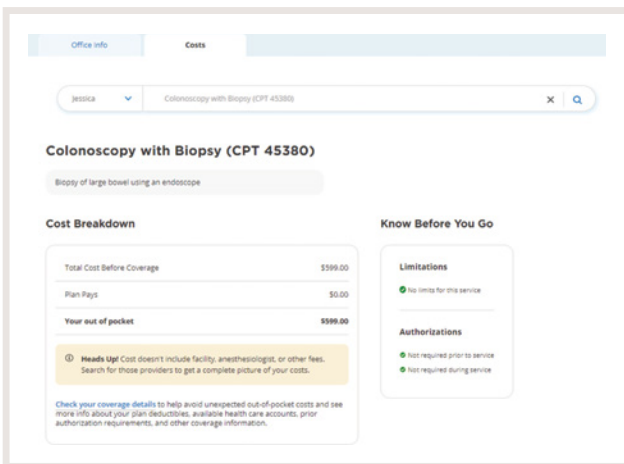 Office Info
Costs
Jessica
Colonoscopy with Biopsy (CPT 45380)
Colonoscopy with Biopsy (CPT 45380)
Biopsy of large bowel using an endoscope
Cost Breakdown
Total Cost Before Coverage $599.00
Plan Pays $0.00
Your out of pocket $599.00
Heads Up! Cost doesn't include facility, anesthesiologist, or other fees.
Search for those providers to get a complete picture of your costs.
Check your coverage details to help avoid unexpected out-of-pocket costs and see
more info about your plan deductibles, available health care accounts, prior
authorization requirements, and other coverage information.
Know Before You Go
Limitations
No limits for this service
Authorizations
Not required prior to service
Not required during service